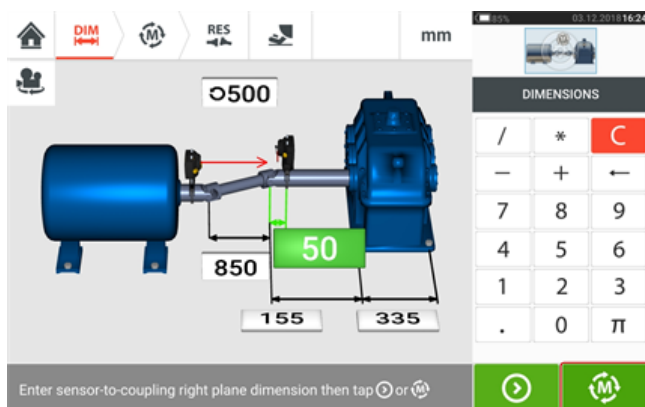 DIM
M
RES
mm
85%
03.12.2018 16:24
DIMENSIONS
500
50
850
155
335
/ * C
− + ←
7 8 9
4 5 6
1 2 3
. 0 π
Enter sensor-to-coupling right plane dimension then tap or M
M